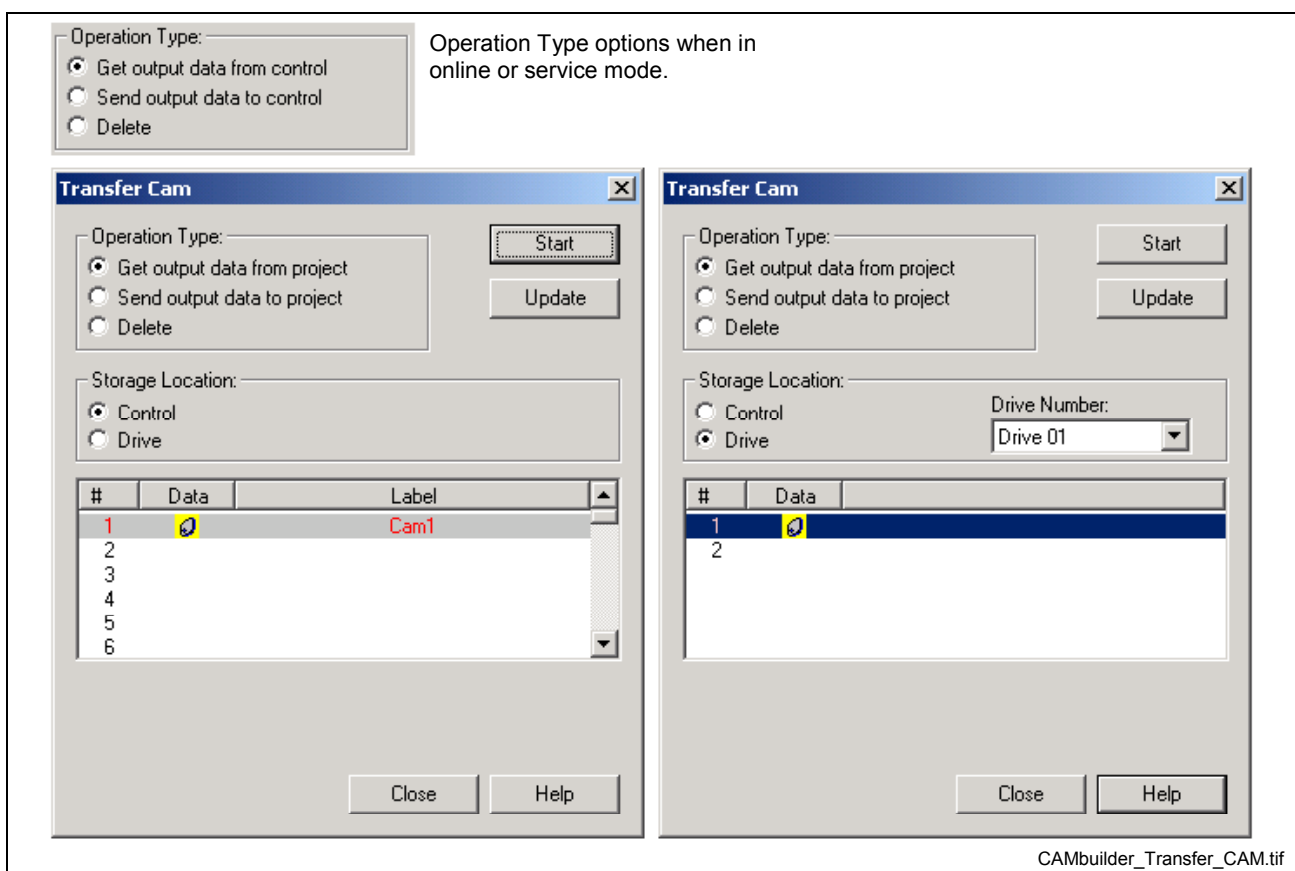 Operation Type:
Get output data from control
Send output data to control
Delete
Operation Type options when in
online or service mode.
Transfer Cam
Operation Type:
Get output data from project
Send output data to project
Delete
Start
Update
Storage Location:
Control
Drive
# Data Label
1 Cam1
2
3
4
5
6
Close Help
Transfer Cam
Operation Type:
Get output data from project
Send output data to project
Delete
Start
Update
Storage Location:
Control
Drive
Drive Number:
Drive 01
# Data
1
2
Close Help
CAMbuilder_Transfer_CAM.tif